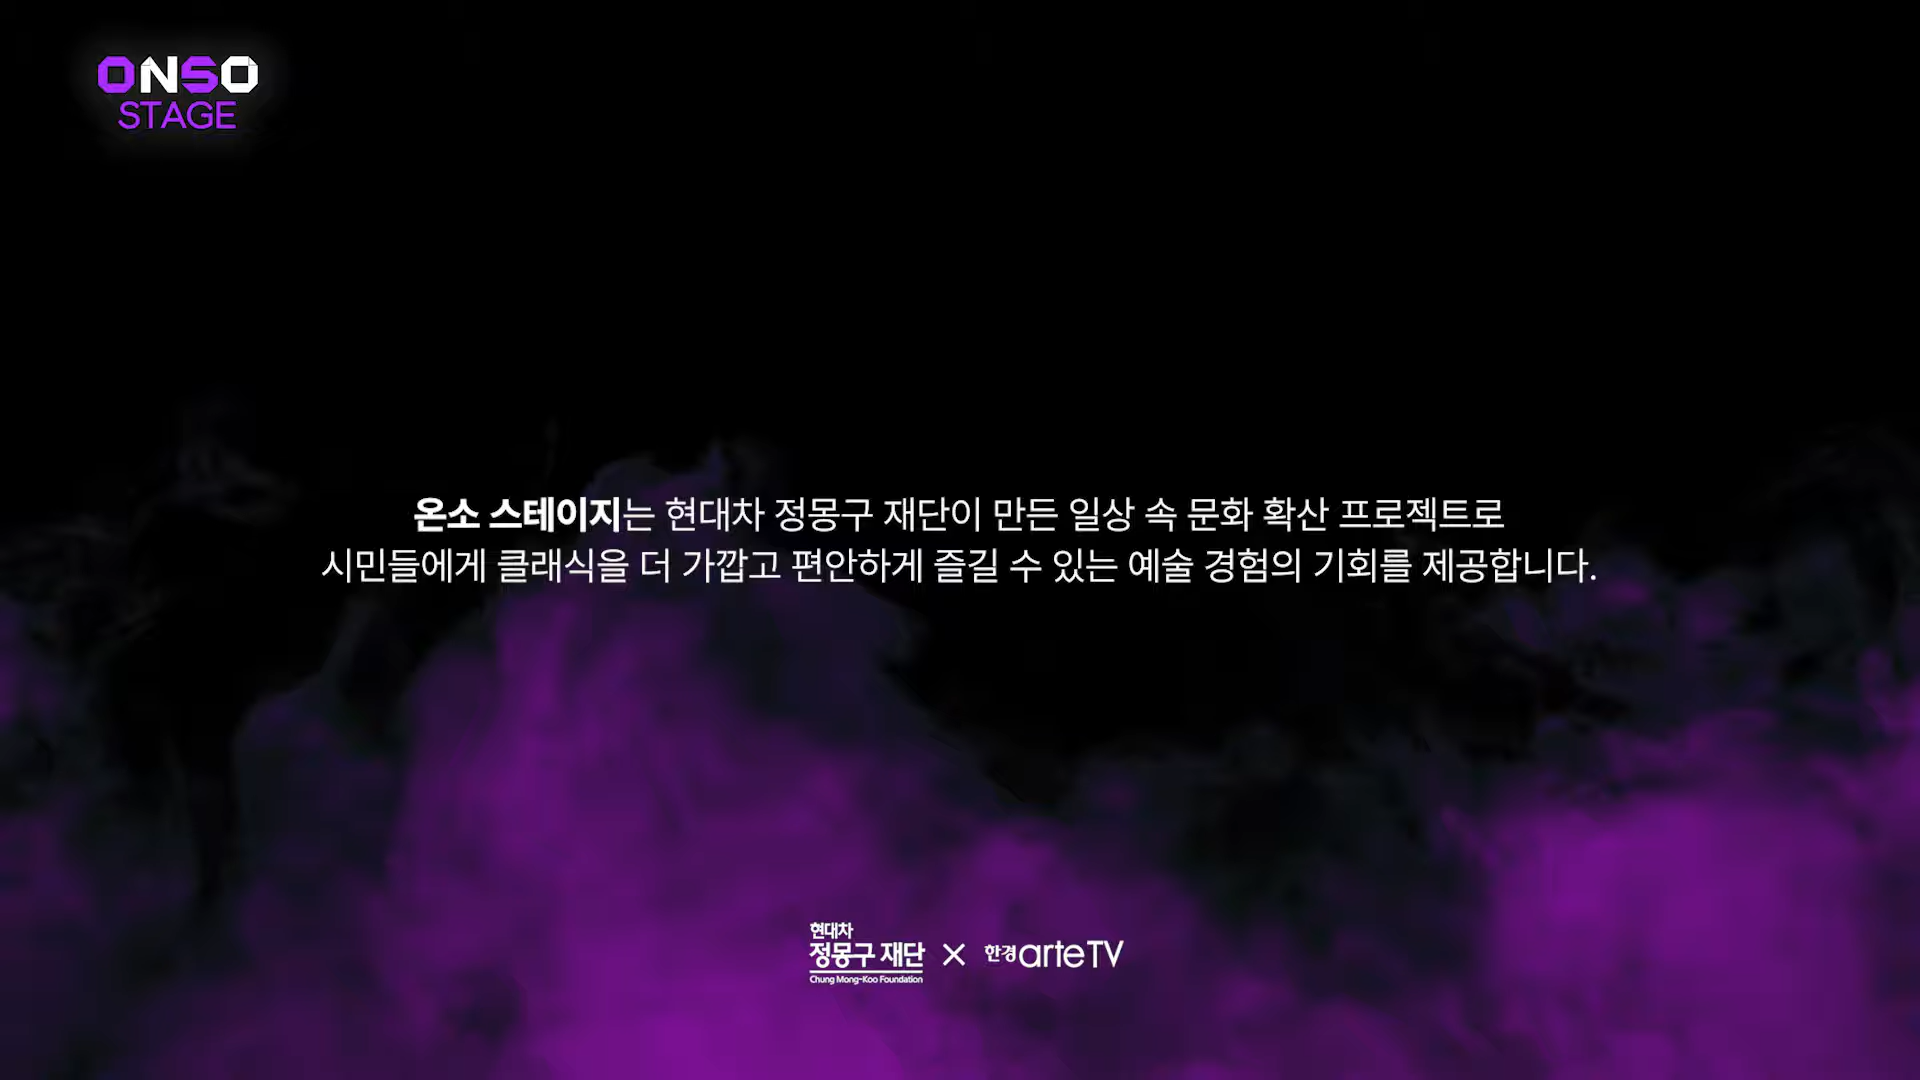 ONSO
STAGE
온소 스테이지는 현대차 정몽구 재단이 만든 일상 속 문화 확산 프로젝트로
시민들에게 클래식을 더 가깝고 편안하게 즐길 수 있는 예술 경험의 기회를 제공합니다.
현대차
정몽구 재단 × 한경arteTV
Chung Mong-Koo Foundation